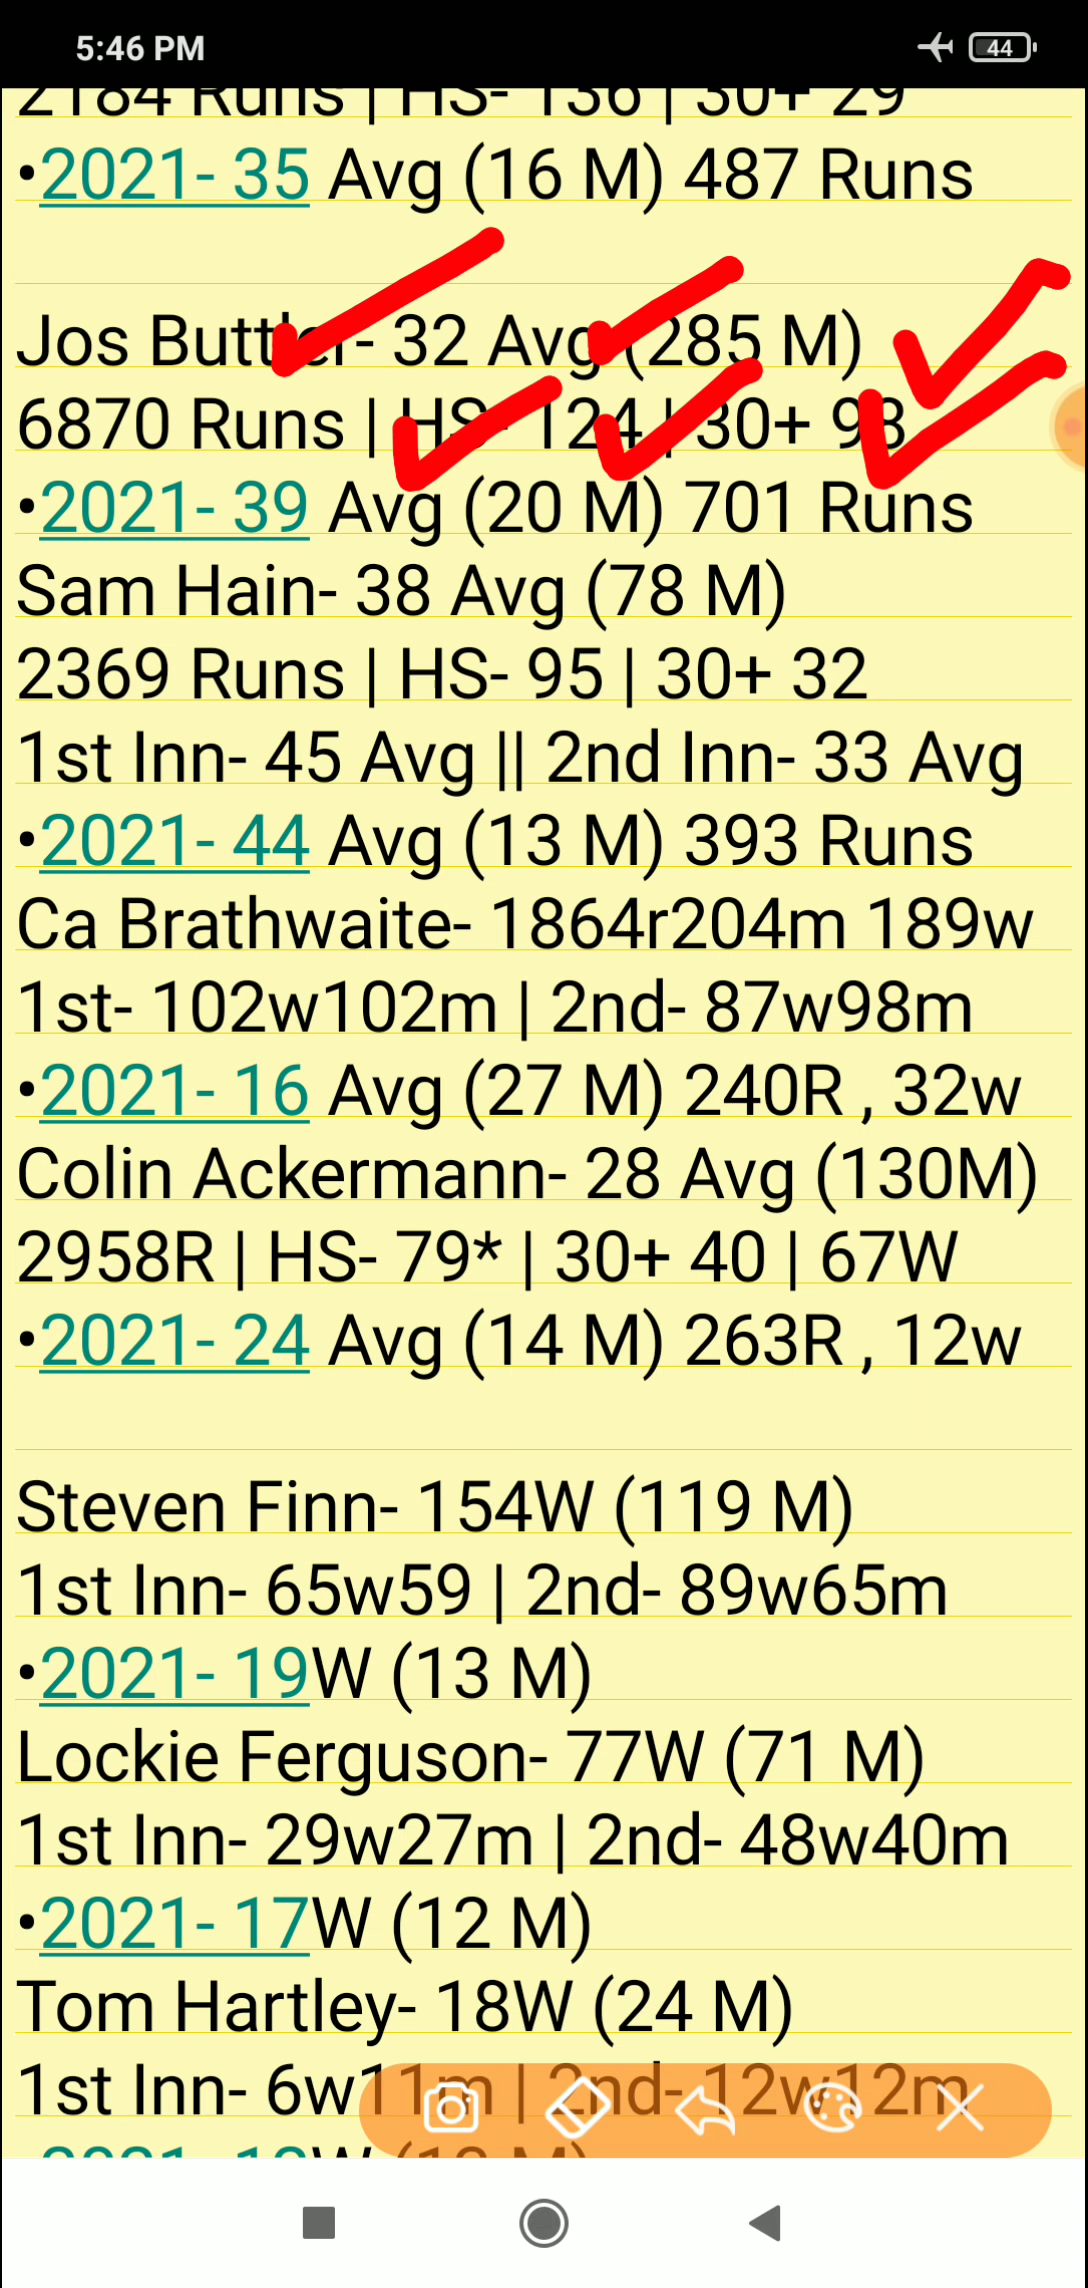 5:46 PM
44
2184 Runs | HS- 136 | 30+ 29
•2021- 35 Avg (16 M) 487 Runs
Jos Buttler- 32 Avg (285 M)
6870 Runs | HS- 124 | 30+ 98
•2021- 39 Avg (20 M) 701 Runs
Sam Hain- 38 Avg (78 M)
2369 Runs | HS- 95 | 30+ 32
1st Inn- 45 Avg || 2nd Inn- 33 Avg
•2021- 44 Avg (13 M) 393 Runs
Ca Brathwaite- 1864r204m 189w
1st- 102w102m | 2nd- 87w98m
•2021- 16 Avg (27 M) 240R , 32w
Colin Ackermann- 28 Avg (130M)
2958R | HS- 79* | 30+ 40 | 67W
•2021- 24 Avg (14 M) 263R , 12w
Steven Finn- 154W (119 M)
1st Inn- 65w59 | 2nd- 89w65m
•2021- 19W (13 M)
Lockie Ferguson- 77W (71 M)
1st Inn- 29w27m | 2nd- 48w40m
•2021- 17W (12 M)
Tom Hartley- 18W (24 M)
1st Inn- 6w11m | 2nd- 12w12m